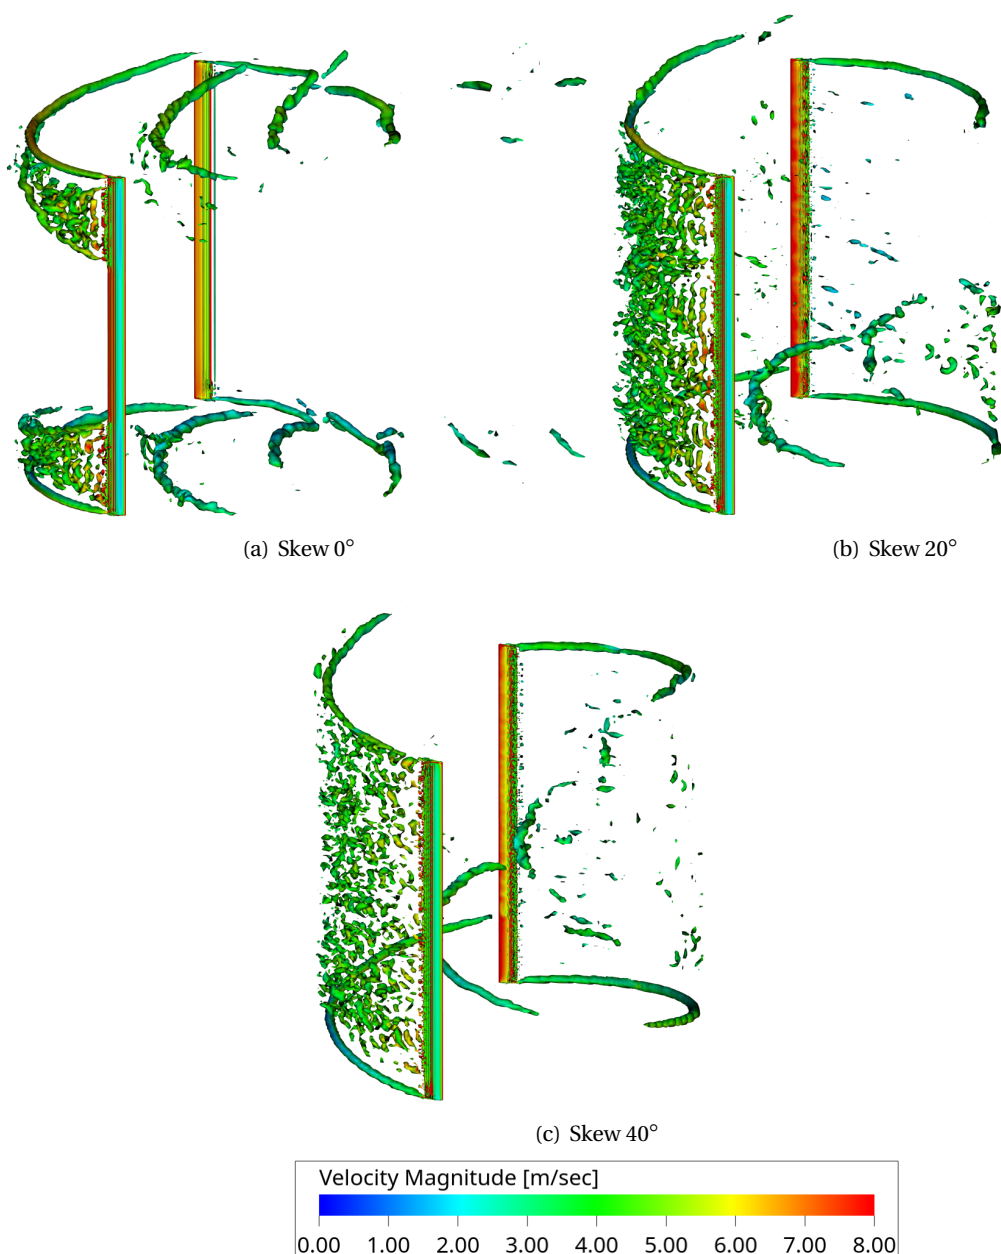 (a) Skew 0°
(b) Skew 20°
(c) Skew 40°
Velocity Magnitude [m/sec]
0.00 1.00 2.00 3.00 4.00 5.00 6.00 7.00 8.00